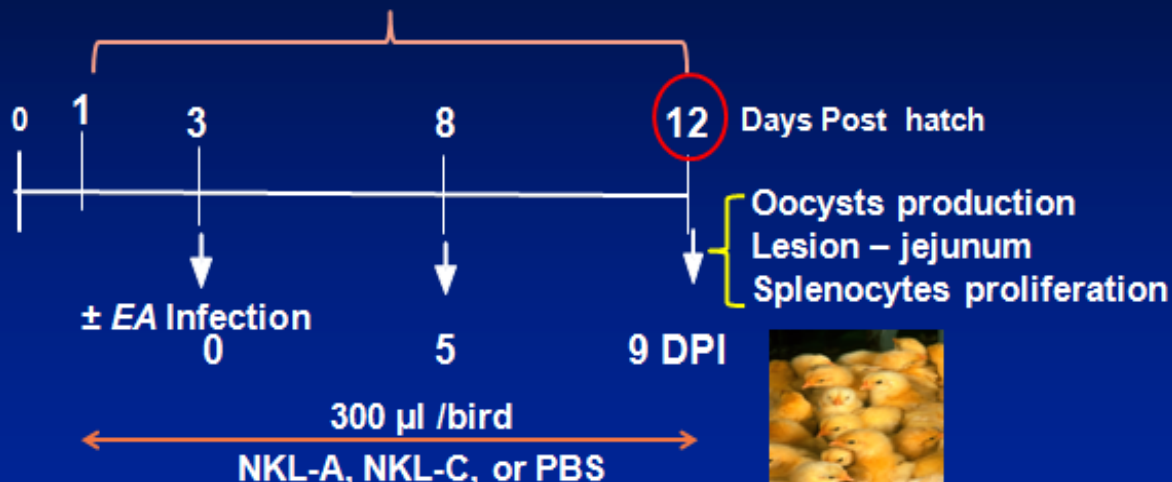 0 1 3 8 12 Days Post hatch
Oocysts production
Lesion – jejunum
Splenocytes proliferation
± EA Infection
0 5 9 DPI
300 µl /bird
NKL-A, NKL-C, or PBS